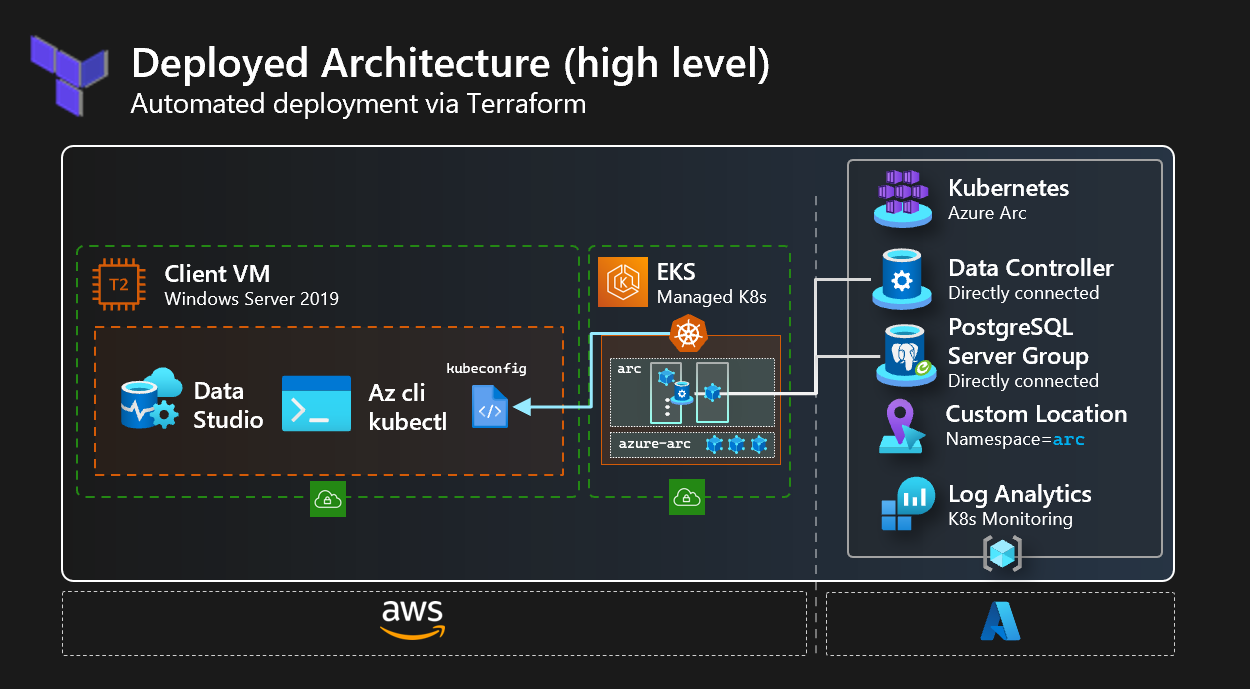 Deployed Architecture (high level)
Automated deployment via Terraform
T2
Client VM
Windows Server 2019
Data
Studio
Az cli
kubectl
kubeconfig
EKS
Managed K8s
K
arc
azure-arc
Kubernetes
Azure Arc
Data Controller
Directly connected
PostgreSQL
Server Group
Directly connected
Custom Location
Namespace=arc
Log Analytics
K8s Monitoring
aws